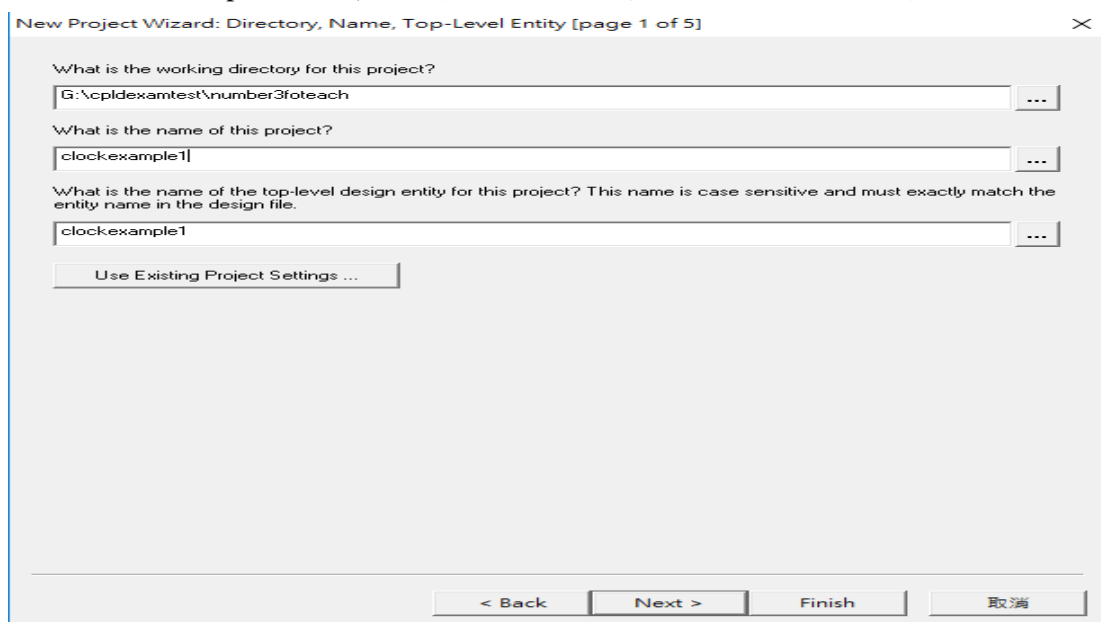 New Project Wizard: Directory, Name, Top-Level Entity [page 1 of 5]
What is the working directory for this project?
G:\cpldexamtest\number3foteach
...
What is the name of this project?
clockexample1
...
What is the name of the top-level design entity for this project? This name is case sensitive and must exactly match the
entity name in the design file.
clockexample1
...
Use Existing Project Settings ...
< Back
Next >
Finish
取消